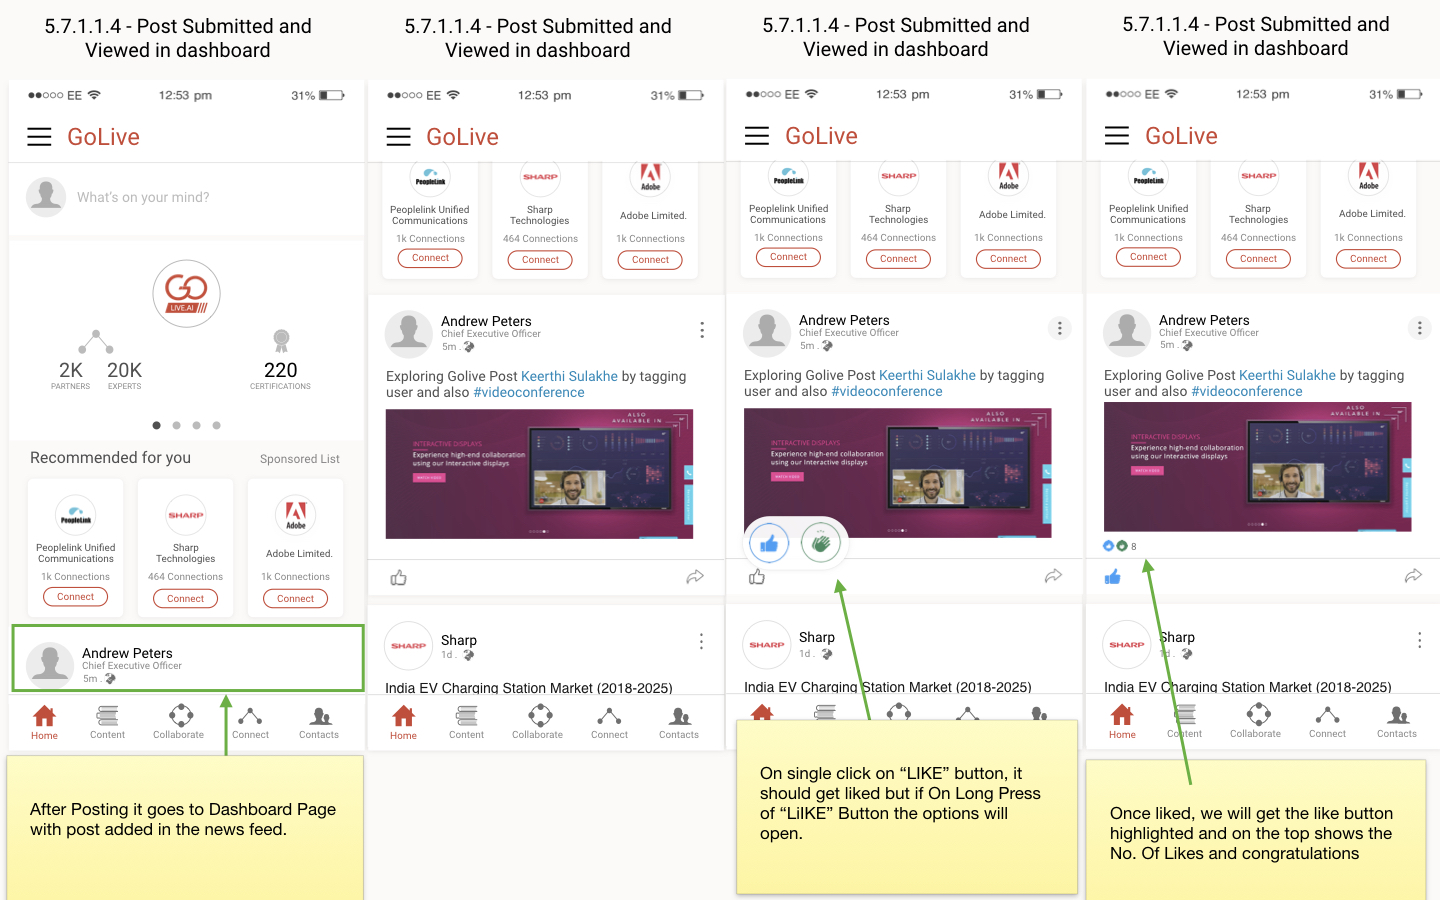 5.7.1.1.4 - Post Submitted and
Viewed in dashboard
EE 12:53 pm 31%
GoLive
What's on your mind?
GO
LIVE.AI
2K 20K 220
PARTNERS EXPERTS CERTIFICATIONS
Recommended for you Sponsored List
PeopleLink SHARP Adobe
Peoplelink Unified
Communications
Sharp
Technologies
Adobe Limited.
1k Connections 464 Connections 1k Connections
Connect Connect Connect
Andrew Peters
Chief Executive Officer
5m .
Home Content Collaborate Connect Contacts
After Posting it goes to Dashboard Page
with post added in the news feed.
5.7.1.1.4 - Post Submitted and
Viewed in dashboard
EE 12:53 pm 31%
GoLive
PeopleLink SHARP Adobe
Peoplelink Unified
Communications
Sharp
Technologies
Adobe Limited.
1k Connections 464 Connections 1k Connections
Connect Connect Connect
Andrew Peters
Chief Executive Officer
5m .
Exploring Golive Post Keerthi Sulakhe by tagging
user and also #videoconference
ALSO
AVAILABLE IN
INTERACTIVE DISPLAYS
Experience high-end collaboration
using our Interactive displays
WATCH VIDEO
SHARP
Sharp
1d .
India EV Charging Station Market (2018-2025)
Home Content Collaborate Connect Contacts
5.7.1.1.4 - Post Submitted and
Viewed in dashboard
EE 12:53 pm 31%
GoLive
PeopleLink SHARP Adobe
Peoplelink Unified
Communications
Sharp
Technologies
Adobe Limited.
1k Connections 464 Connections 1k Connections
Connect Connect Connect
Andrew Peters
Chief Executive Officer
5m .
Exploring Golive Post Keerthi Sulakhe by tagging
user and also #videoconference
ALSO
AVAILABLE IN
INTERACTIVE DISPLAYS
Experience high-end collaboration
using our Interactive displays
WATCH VIDEO
SHARP
Sharp
1d .
India EV Charging Station Market (2018-2025)
On single click on “LIKE” button, it
should get liked but if On Long Press
of “LiIKE” Button the options will
open.
5.7.1.1.4 - Post Submitted and
Viewed in dashboard
EE 12:53 pm 31%
GoLive
PeopleLink SHARP Adobe
Peoplelink Unified
Communications
Sharp
Technologies
Adobe Limited.
1k Connections 464 Connections 1k Connections
Connect Connect Connect
Andrew Peters
Chief Executive Officer
5m .
Exploring Golive Post Keerthi Sulakhe by tagging
user and also #videoconference
ALSO
AVAILABLE IN
INTERACTIVE DISPLAYS
Experience high-end collaboration
using our Interactive displays
WATCH VIDEO
8
SHARP
Sharp
1d .
India EV Charging Station Market (2018-2025)
Home Content Collaborate Connect Contacts
Once liked, we will get the like button
highlighted and on the top shows the
No. Of Likes and congratulations